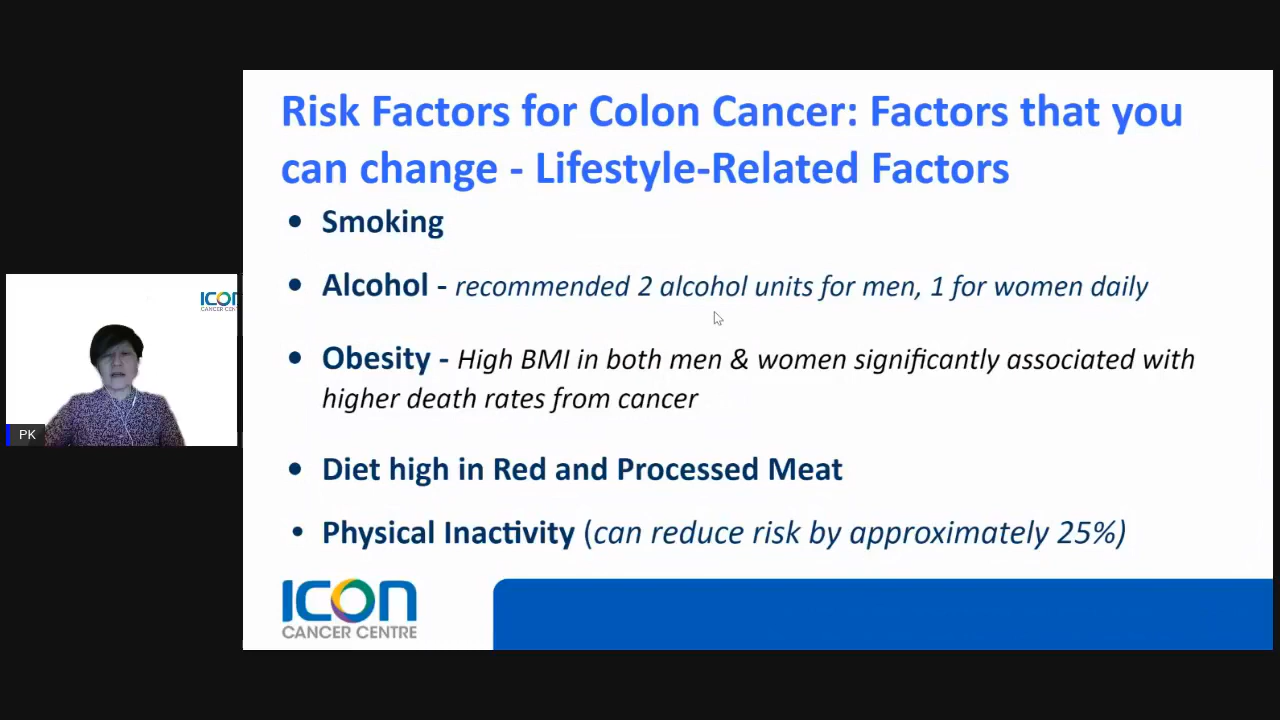 Risk Factors for Colon Cancer: Factors that you
can change - Lifestyle-Related Factors
• Smoking
• Alcohol - recommended 2 alcohol units for men, 1 for women daily
• Obesity - High BMI in both men & women significantly associated with
higher death rates from cancer
• Diet high in Red and Processed Meat
• Physical Inactivity (can reduce risk by approximately 25%)
ICON
CANCER CENTRE
ICON
CANCER CENT
PK